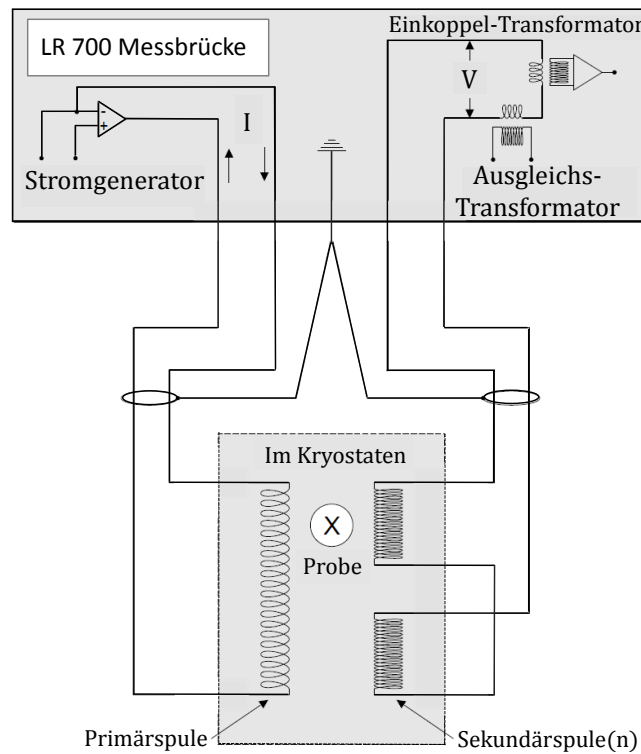 Einkoppel-Transformator
LR 700 Messbrücke
V
I
-
+
Stromgenerator
Ausgleichs-
Transformator
Im Kryostaten
X
Probe
Primärspule
Sekundärspule(n)